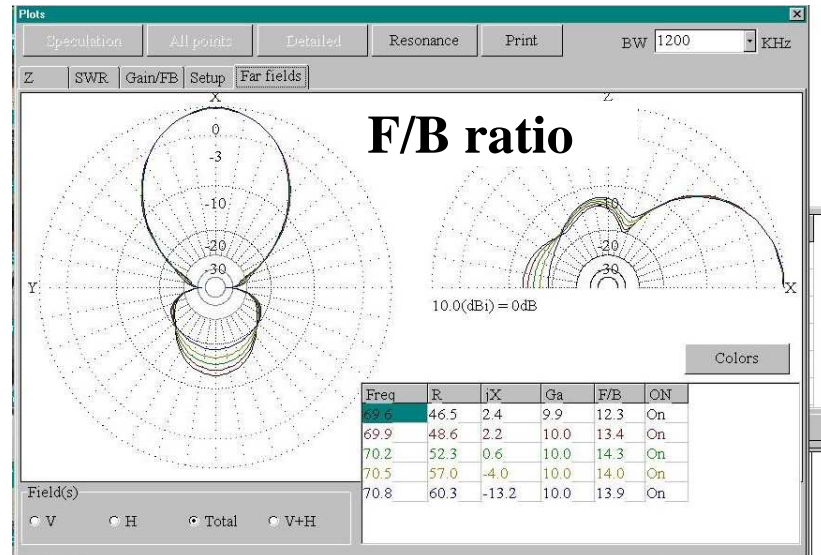 Plots
Speculation All points Detailed Resonance Print BW 1200 KHz
Z SWR Gain/FB Setup Far fields
F/B ratio
X
0
-3
-10
-20
-30
Y
Z
-10
-20
-30
X
10.0(dBi) = 0dB
Colors
Freq R jX Ga F/B ON
69.6 46.5 2.4 9.9 12.3 On
69.9 48.6 2.2 10.0 13.4 On
70.2 52.3 0.6 10.0 14.3 On
70.5 57.0 -4.0 10.0 14.0 On
70.8 60.3 -13.2 10.0 13.9 On
Field(s)
V H Total V+H